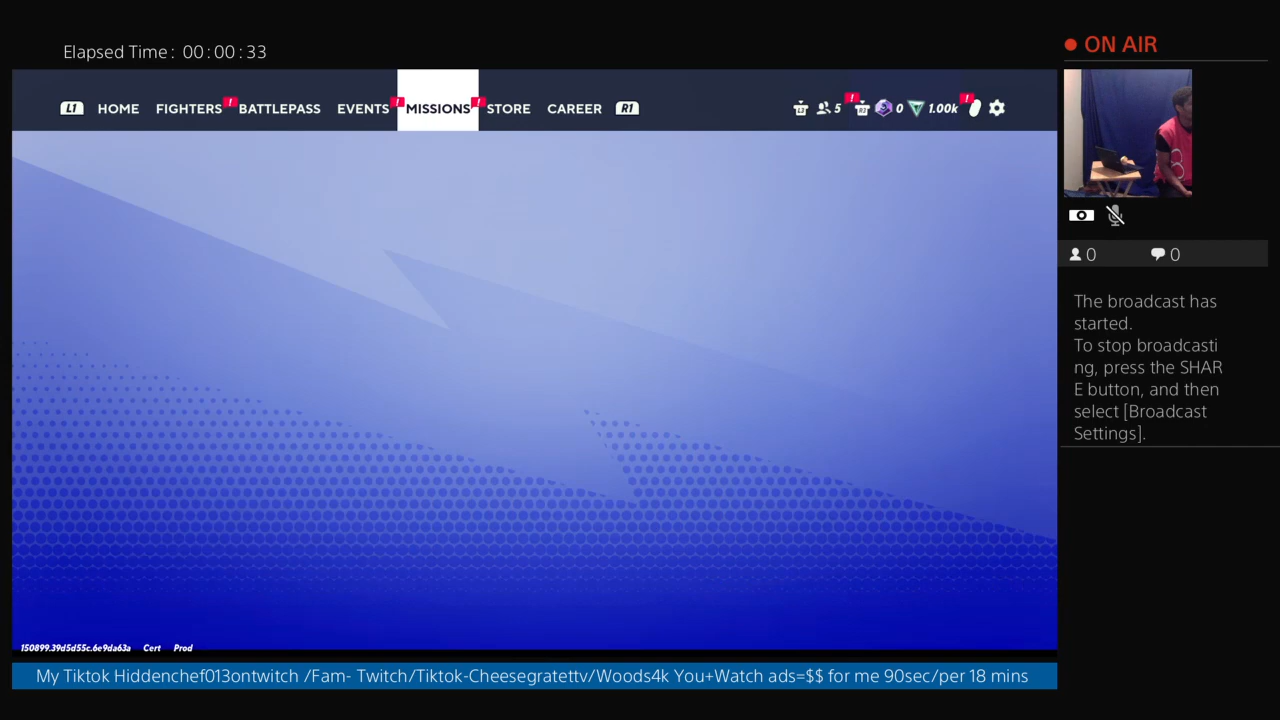 Elapsed Time: 00:00:33
ON AIR
L1 HOME FIGHTERS ! BATTLEPASS EVENTS ! MISSIONS ! STORE CAREER R1 L3 5 ! R3 0 1.00k !
0 0
The broadcast has
started.
To stop broadcasti
ng, press the SHAR
E button, and then
select [Broadcast
Settings].
150899.39d5d55c.6e9da63a Cert Prod
My Tiktok Hiddenchef013ontwitch /Fam- Twitch/Tiktok-Cheesegratettv/Woods4k You+Watch ads=$$ for me 90sec/per 18 mins